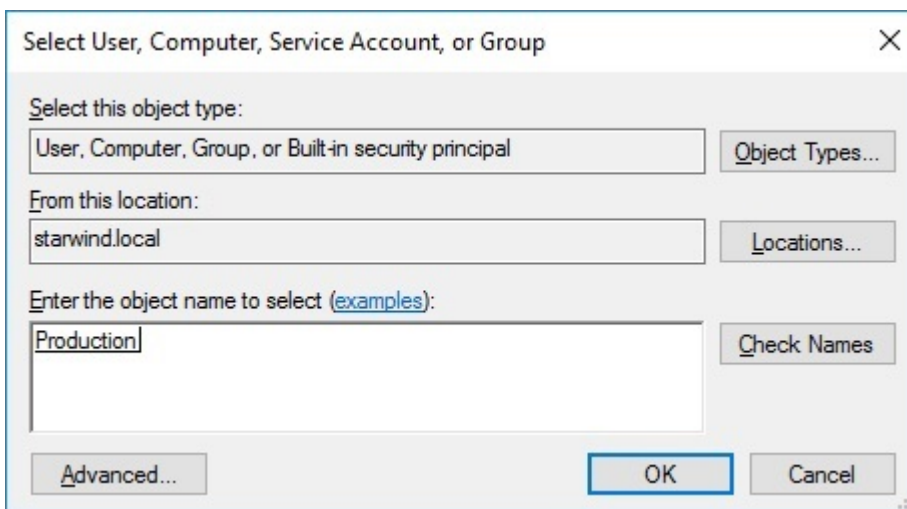 Select User, Computer, Service Account, or Group
Select this object type:
User, Computer, Group, or Built-in security principal
Object Types...
From this location:
starwind.local
Locations...
Enter the object name to select (examples):
Production
Check Names
Advanced...
OK
Cancel